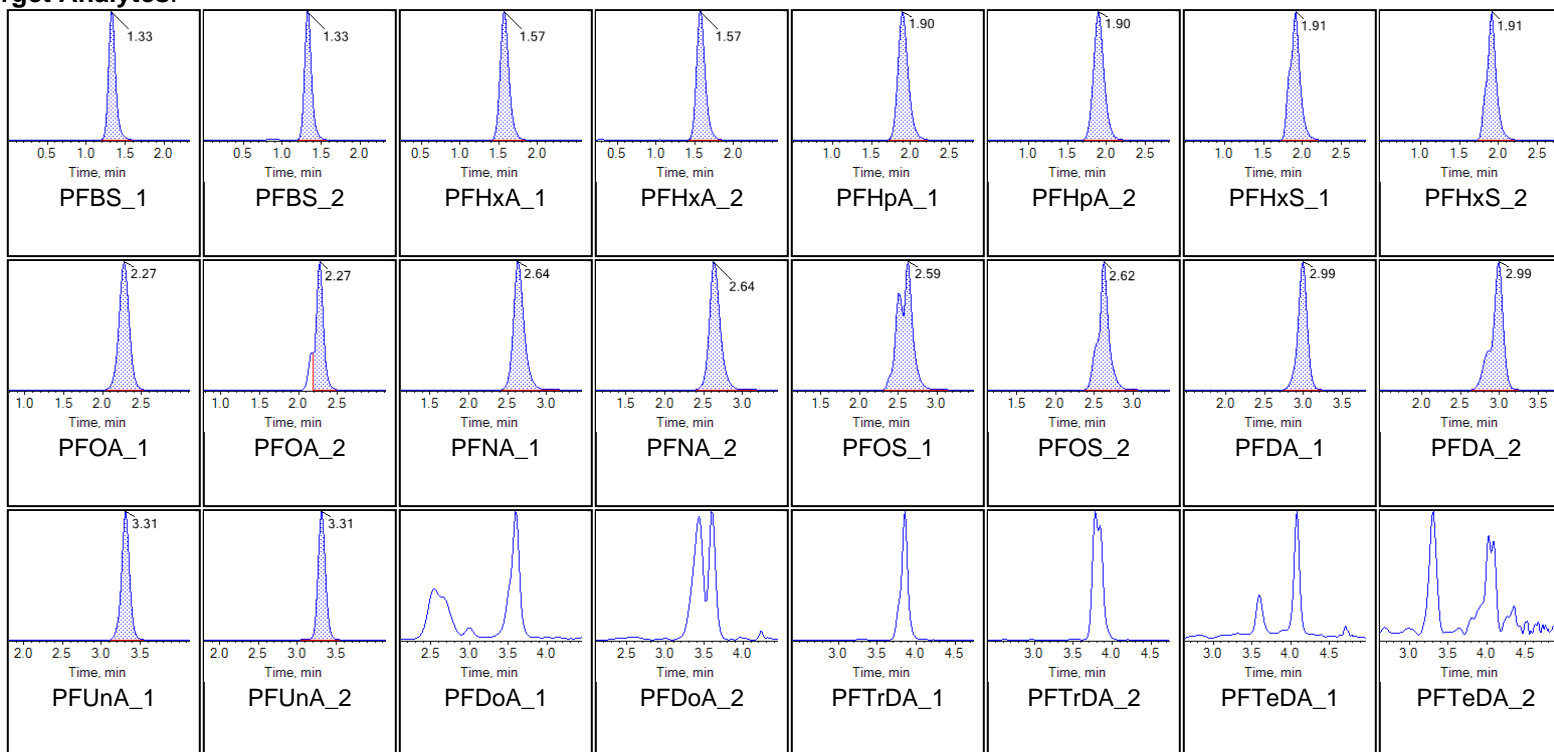 rget Analytes:
1.33 1.33 1.57 1.57 1.90 1.90 1.91 1.91
0.5 1.0 1.5 2.0 0.5 1.0 1.5 2.0 0.5 1.0 1.5 2.0 0.5 1.0 1.5 2.0 1.0 1.5 2.0 2.5 1.0 1.5 2.0 2.5 1.0 1.5 2.0 2.5 1.0 1.5 2.0 2.5
Time, min Time, min Time, min Time, min Time, min Time, min Time, min Time, min
PFBS_1 PFBS_2 PFHxA_1 PFHxA_2 PFHpA_1 PFHpA_2 PFHxS_1 PFHxS_2
2.27 2.27 2.64 2.64 2.59 2.62 2.99 2.99
1.0 1.5 2.0 2.5 1.0 1.5 2.0 2.5 1.5 2.0 2.5 3.0 1.5 2.0 2.5 3.0 1.5 2.0 2.5 3.0 1.5 2.0 2.5 3.0 2.0 2.5 3.0 3.5 2.0 2.5 3.0 3.5
Time, min Time, min Time, min Time, min Time, min Time, min Time, min Time, min
PFOA_1 PFOA_2 PFNA_1 PFNA_2 PFOS_1 PFOS_2 PFDA_1 PFDA_2
3.31 3.31
2.0 2.5 3.0 3.5 2.0 2.5 3.0 3.5 2.5 3.0 3.5 4.0 2.5 3.0 3.5 4.0 3.0 3.5 4.0 4.5 3.0 3.5 4.0 4.5 3.0 3.5 4.0 4.5 3.0 3.5 4.0 4.5
Time, min Time, min Time, min Time, min Time, min Time, min Time, min Time, min
PFUnA_1 PFUnA_2 PFDoA_1 PFDoA_2 PFTrDA_1 PFTrDA_2 PFTeDA_1 PFTeDA_2